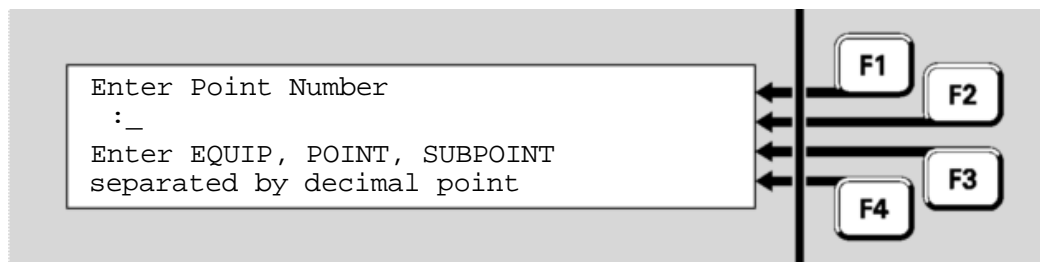 Enter Point Number
:_
Enter EQUIP, POINT, SUBPOINT
separated by decimal point
F1
F2
F3
F4